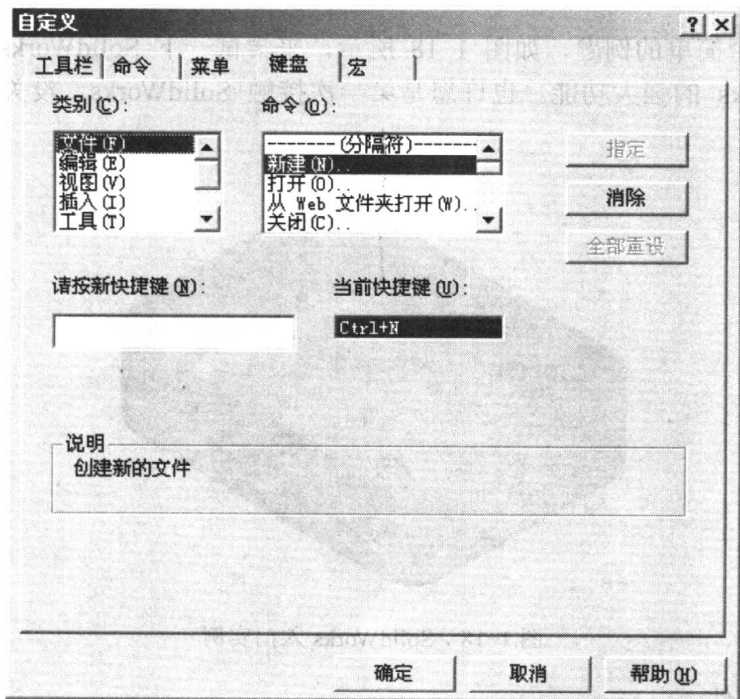 自定义
工具栏 命令 菜单 键盘 宏
类别(C): 命令(O):
文件(F)
编辑(E)
视图(V)
插入(I)
工具(T)
--------(分隔符)-------
新建(N)..
打开(O)..
从 Web 文件夹打开(W)..
关闭(C)..
指定
消除
全部重设
请按新快捷键(N): 当前快捷键(U):
Ctrl+N
说明
创建新的文件
确定 取消 帮助(H)